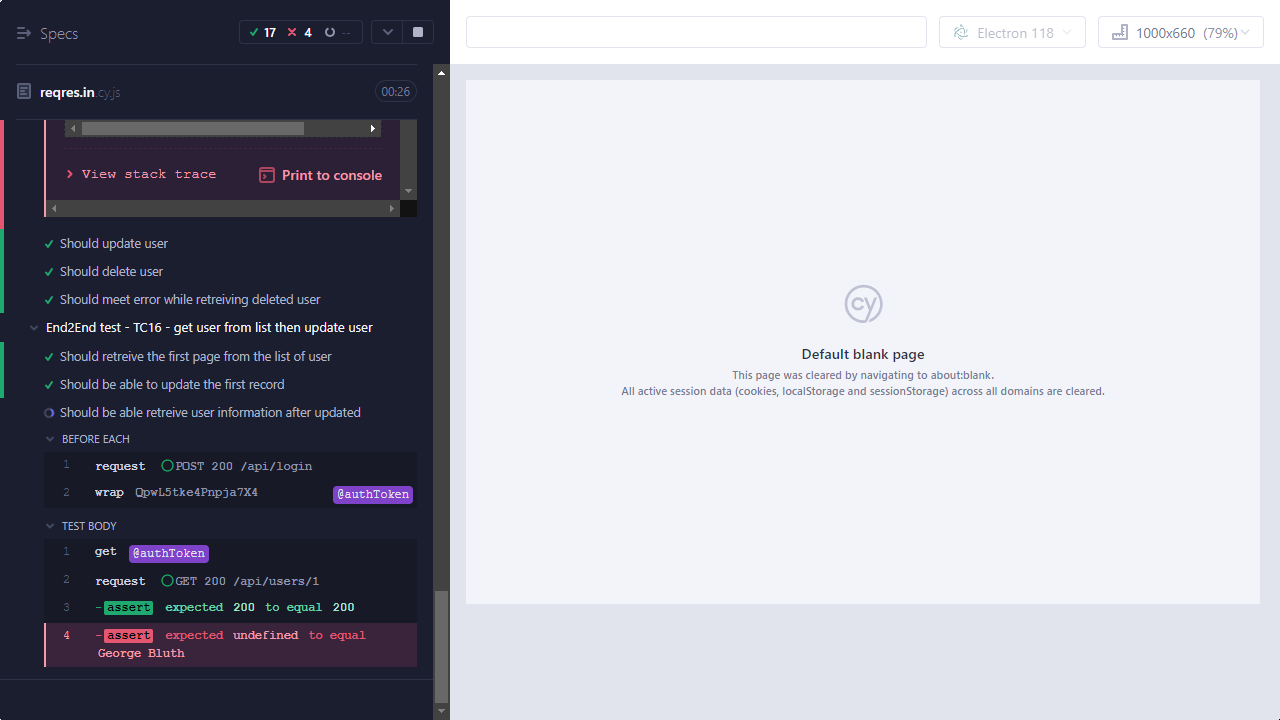 Specs
17
4
--
Electron 118
1000x660 (79%)
reqres.in.cy.js
00:26
View stack trace
Print to console
Should update user
Should delete user
Should meet error while retreiving deleted user
End2End test - TC16 - get user from list then update user
Should retreive the first page from the list of user
Should be able to update the first record
Should be able retreive user information after updated
BEFORE EACH
1 request POST 200 /api/login
2 wrap QpwL5tke4Pnpja7X4 @authToken
TEST BODY
1 get @authToken
2 request GET 200 /api/users/1
3 -assert expected 200 to equal 200
4 -assert expected undefined to equal
George Bluth
cy
Default blank page
This page was cleared by navigating to about:blank.
All active session data (cookies, localStorage and sessionStorage) across all domains are cleared.